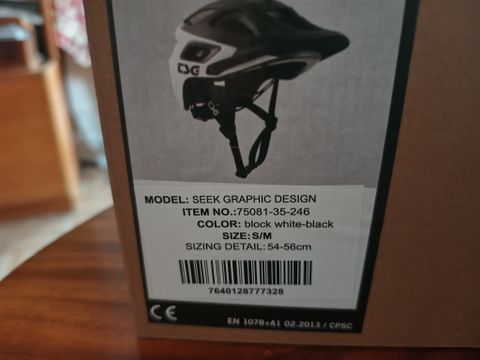 TSG
MODEL: SEEK GRAPHIC DESIGN
ITEM NO.:75081-35-246
COLOR: block white-black
SIZE: S/M
SIZING DETAIL: 54-56cm
7640128777328
CE EN 1078+A1 02.2013 / CPSC